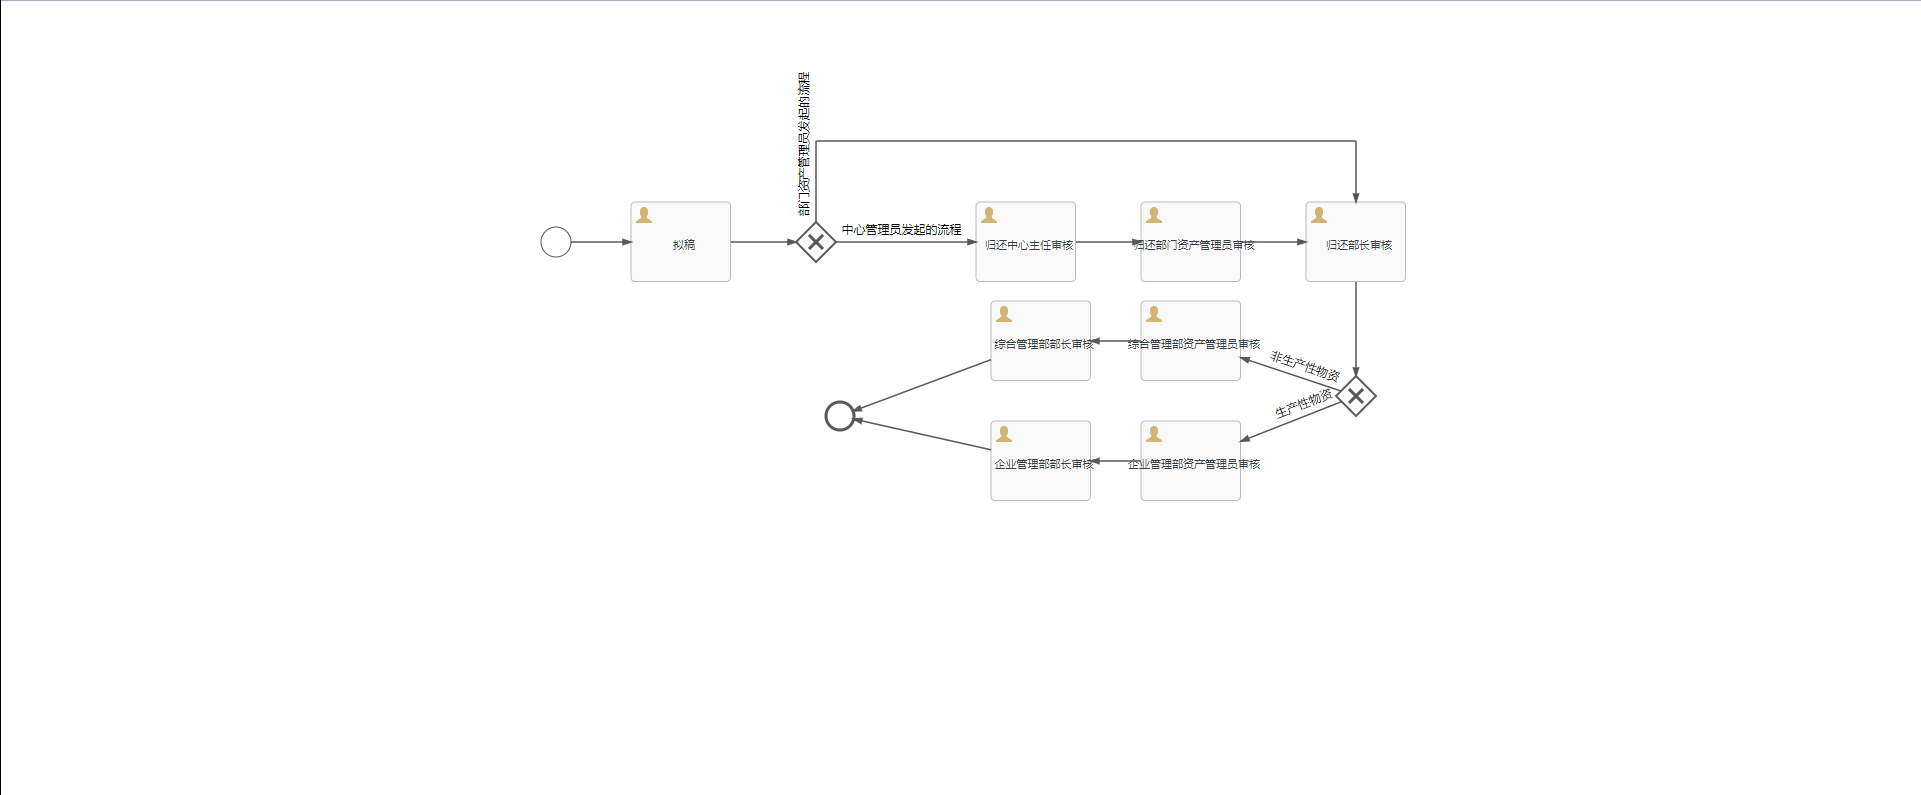 部门资产管理员发起的流程
拟稿
中心管理员发起的流程
归还中心主任审核
归还部门资产管理员审核
归还部长审核
综合管理部部长审核
综合管理部资产管理员审核
非生产性物资
生产性物资
企业管理部部长审核
企业管理部资产管理员审核